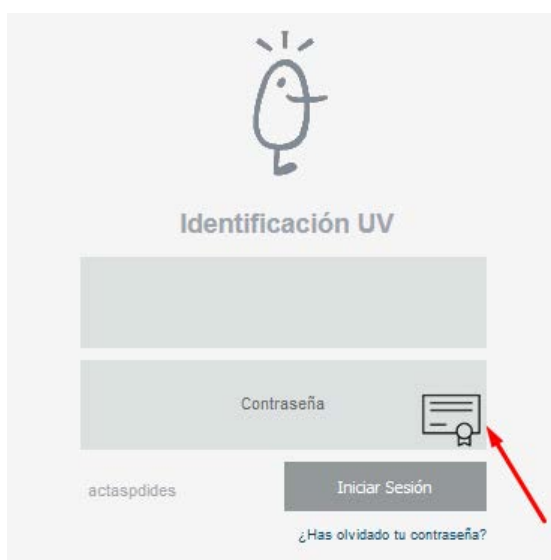 Identificación UV
Contraseña
actaspdides
Iniciar Sesión
¿Has olvidado tu contraseña?